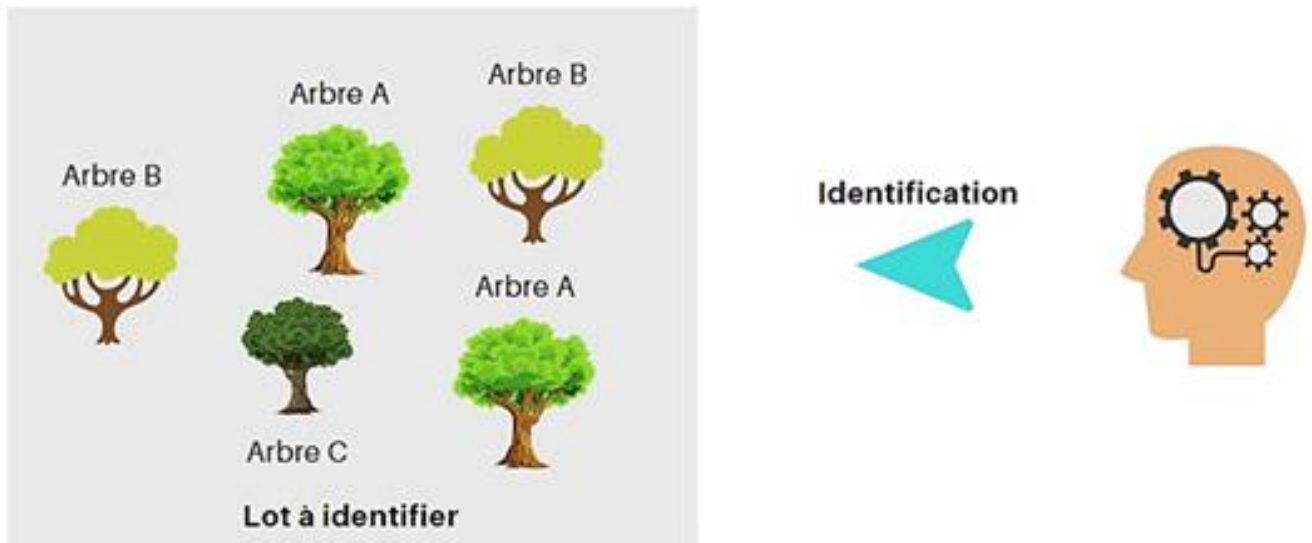 Arbre B
Arbre A
Arbre B
Identification
Arbre A
Arbre C
Lot à identifier